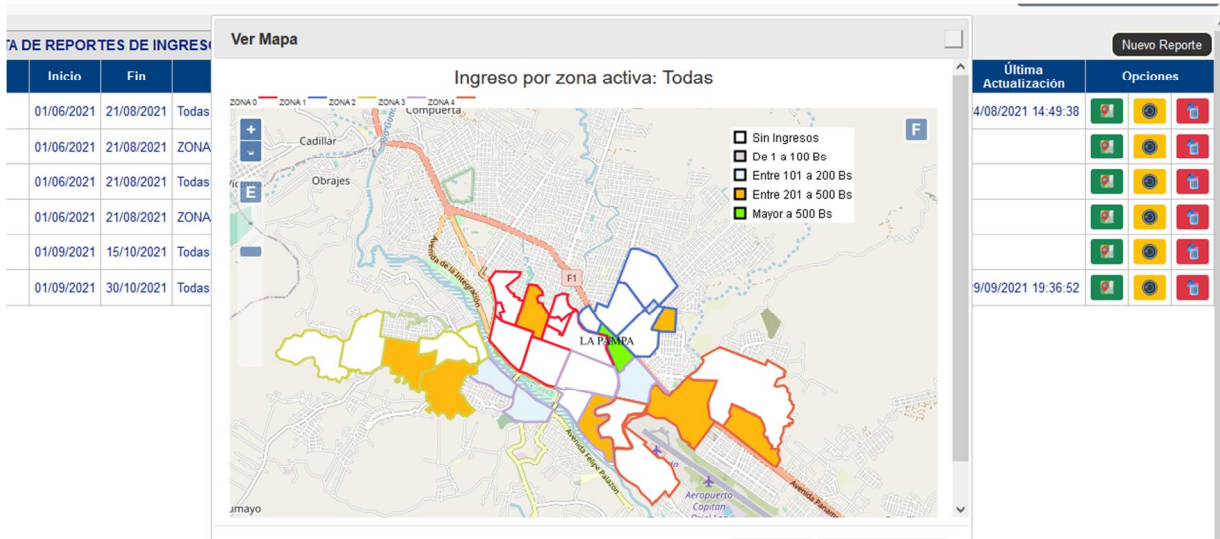 TA DE REPORTES DE INGRESO
Ver Mapa
Nuevo Reporte
Inicio Fin Última Actualización Opciones
01/06/2021 21/08/2021 Todas 4/08/2021 14:49:38
01/06/2021 21/08/2021 ZONA
01/06/2021 21/08/2021 Todas
01/06/2021 21/08/2021 ZONA
01/09/2021 15/10/2021 Todas
01/09/2021 30/10/2021 Todas 9/09/2021 19:36:52
Ingreso por zona activa: Todas
ZONA 0 ZONA 1 ZONA 2 ZONA 3 ZONA 4
Compuerta
+
-
E
F
Sin Ingresos
De 1 a 100 Bs
Entre 101 a 200 Bs
Entre 201 a 500 Bs
Mayor a 500 Bs
Cadillar
Obrajes
Avenida de la Integración
F1
LA PAMPA
Avenida Felipe Palazón
Aeropuerto
Capitán
Avenida Panam
umayo